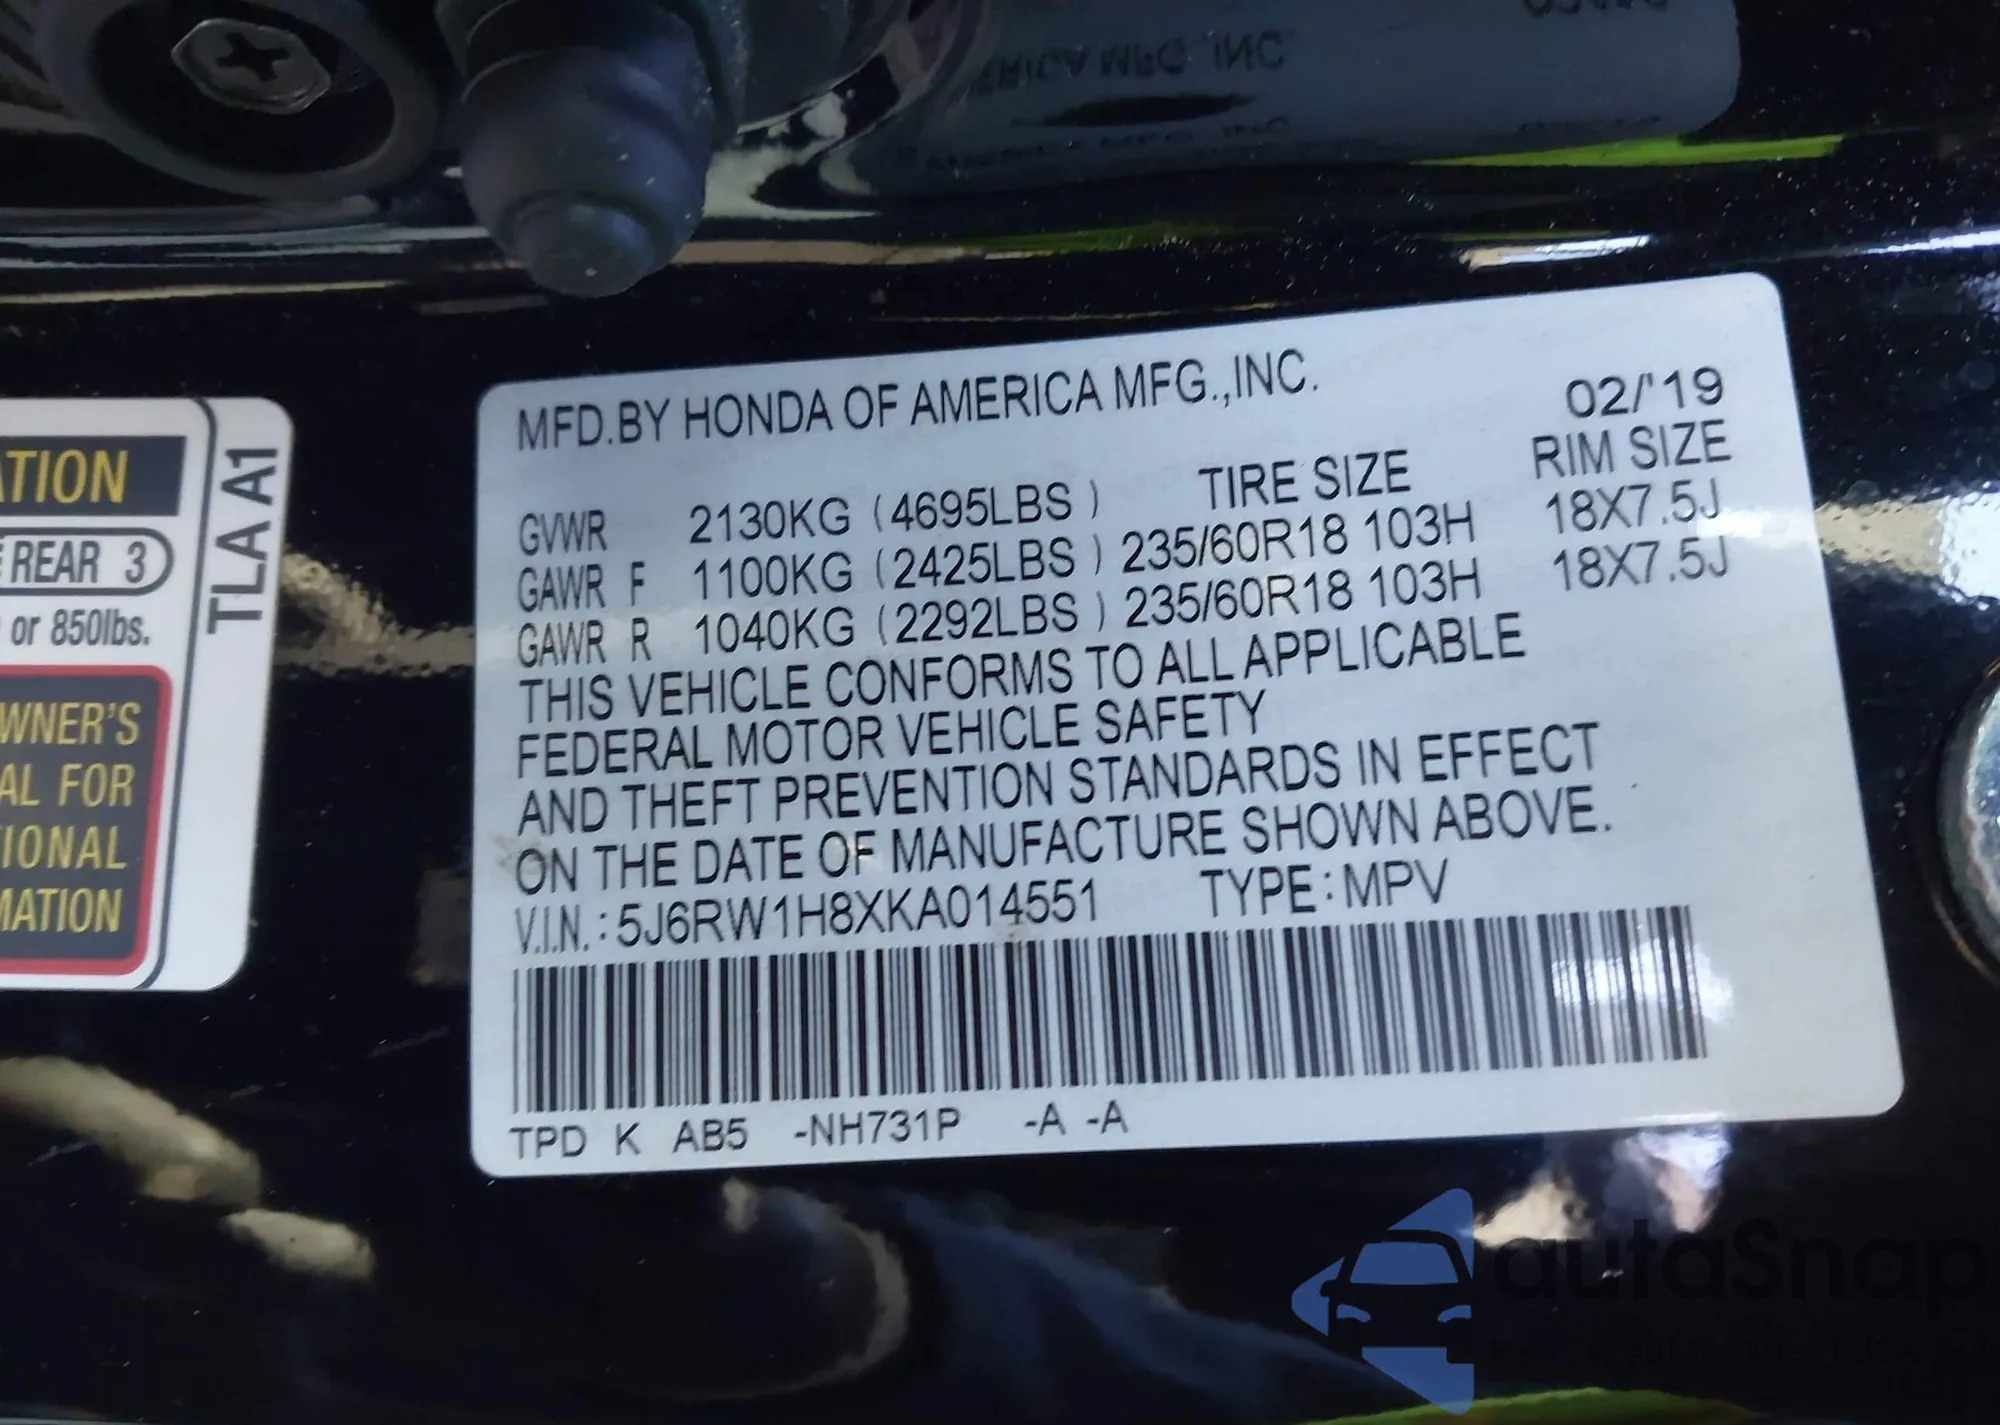 MFD.BY HONDA OF AMERICA MFG.,INC. 02/'19
TIRE SIZE RIM SIZE
GVWR 2130KG (4695LBS)
GAWR F 1100KG (2425LBS) 235/60R18 103H 18X7.5J
GAWR R 1040KG (2292LBS) 235/60R18 103H 18X7.5J
THIS VEHICLE CONFORMS TO ALL APPLICABLE
FEDERAL MOTOR VEHICLE SAFETY
AND THEFT PREVENTION STANDARDS IN EFFECT
ON THE DATE OF MANUFACTURE SHOWN ABOVE.
V.I.N.: 5J6RW1H8XKA014551 TYPE:MPV
TPD K AB5 -NH731P -A -A
ATION
REAR 3
or 850lbs.
WNER'S
AL FOR
IONAL
MATION
TLA A1
autoSnap